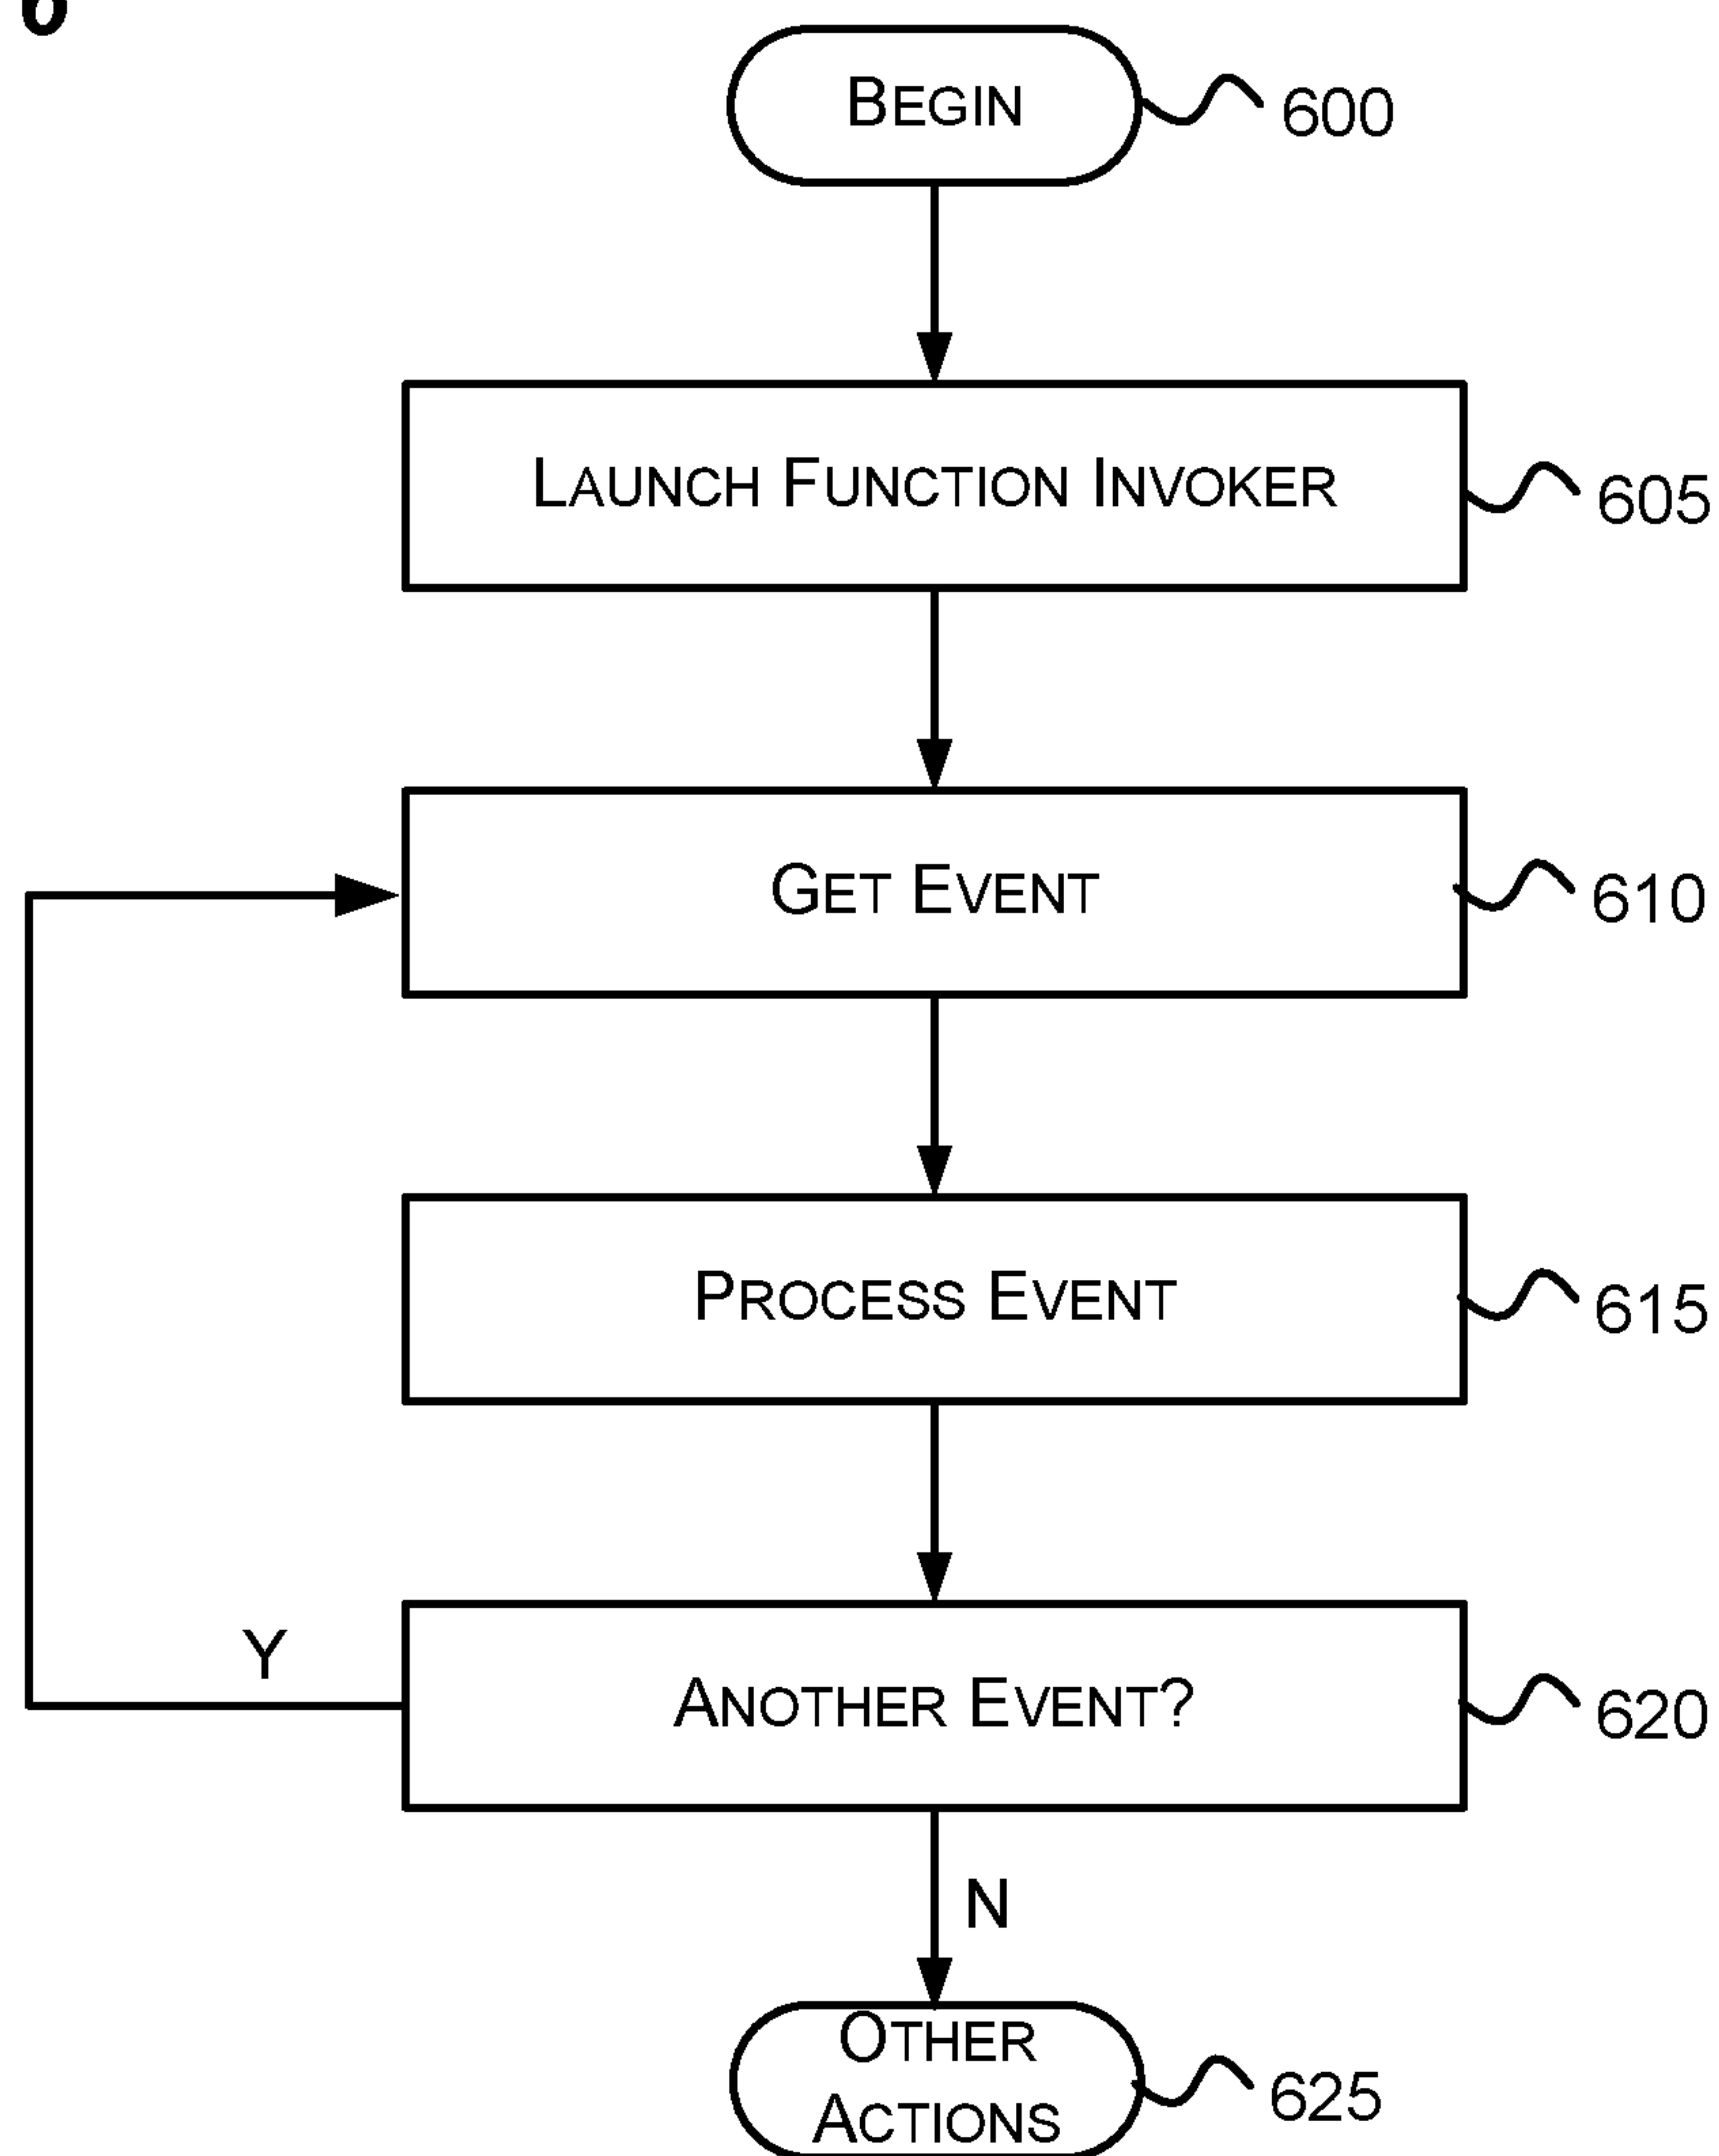 BEGIN
600
LAUNCH FUNCTION INVOKER
605
GET EVENT
610
PROCESS EVENT
615
ANOTHER EVENT?
620
Y
N
OTHER
ACTIONS
625